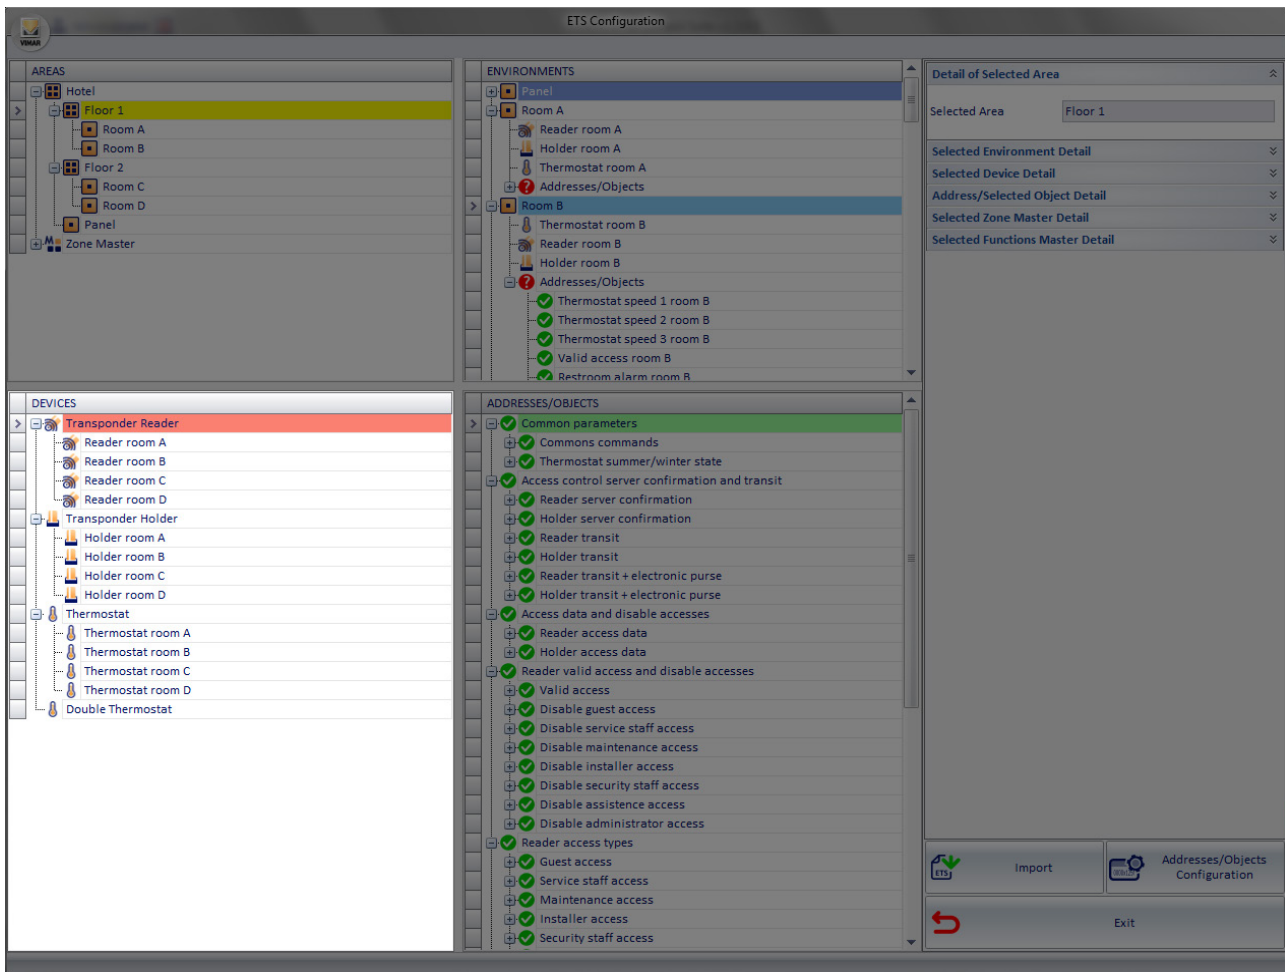 ETS Configuration
VIMAR
AREAS
Hotel
Floor 1
Room A
Room B
Floor 2
Room C
Room D
Panel
Zone Master
ENVIRONMENTS
Panel
Room A
Reader room A
Holder room A
Thermostat room A
Addresses/Objects
Room B
Thermostat room B
Reader room B
Holder room B
Addresses/Objects
Thermostat speed 1 room B
Thermostat speed 2 room B
Thermostat speed 3 room B
Valid access room B
Restroom alarm room B
Detail of Selected Area
Selected Area Floor 1
Selected Environment Detail
Selected Device Detail
Address/Selected Object Detail
Selected Zone Master Detail
Selected Functions Master Detail
DEVICES
Transponder Reader
Reader room A
Reader room B
Reader room C
Reader room D
Transponder Holder
Holder room A
Holder room B
Holder room C
Holder room D
Thermostat
Thermostat room A
Thermostat room B
Thermostat room C
Thermostat room D
Double Thermostat
ADDRESSES/OBJECTS
Common parameters
Commons commands
Thermostat summer/winter state
Access control server confirmation and transit
Reader server confirmation
Holder server confirmation
Reader transit
Holder transit
Reader transit + electronic purse
Holder transit + electronic purse
Access data and disable accesses
Reader access data
Holder access data
Reader valid access and disable accesses
Valid access
Disable guest access
Disable service staff access
Disable maintenance access
Disable installer access
Disable security staff access
Disable assistence access
Disable administrator access
Reader access types
Guest access
Service staff access
Maintenance access
Installer access
Security staff access
ETS
Import
Addresses/Objects
Configuration
Exit